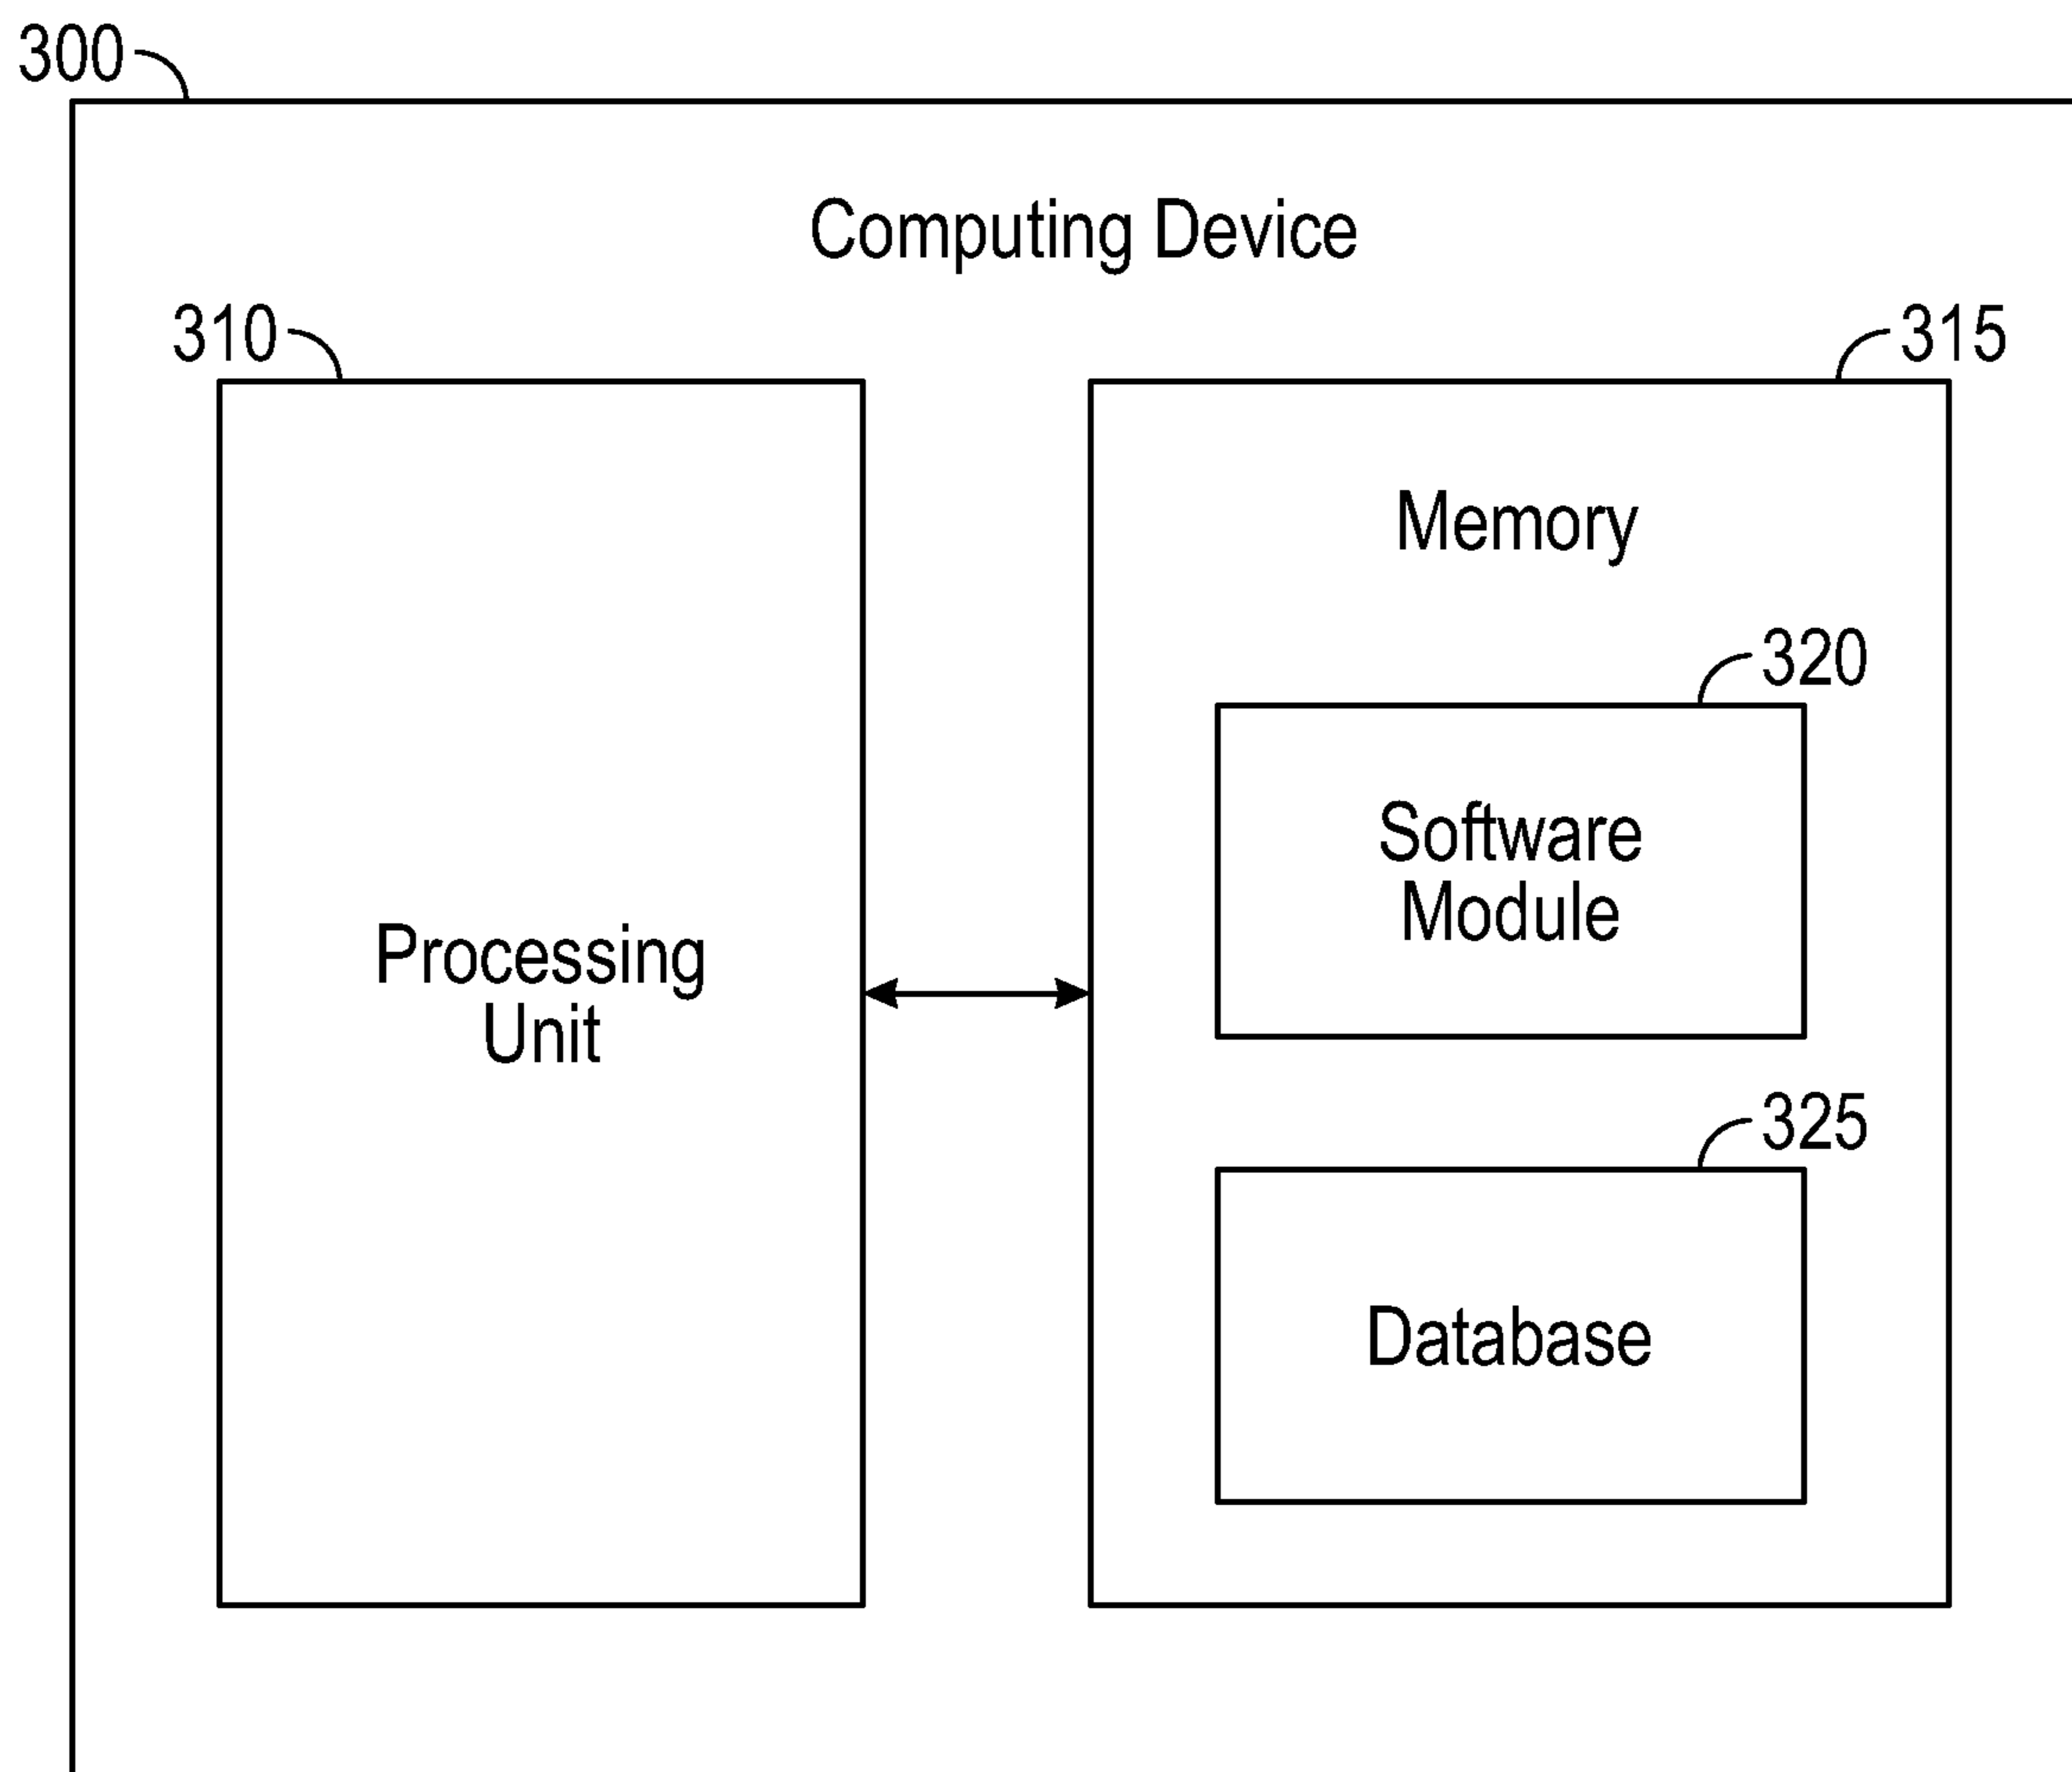 300
Computing Device
310
315
Memory
320
Software
Module
Processing
Unit
325
Database